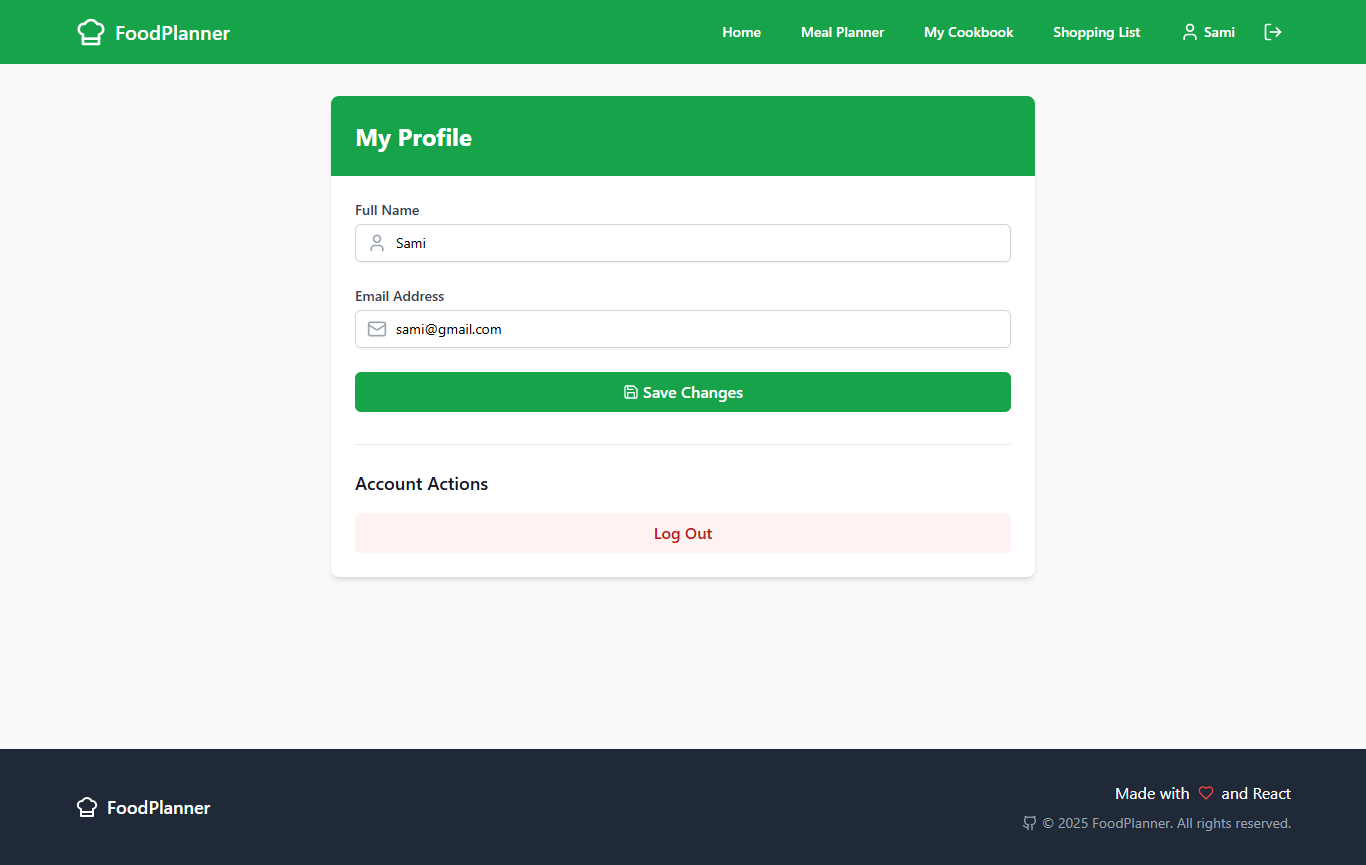 FoodPlanner
Home Meal Planner My Cookbook Shopping List Sami
My Profile
Full Name
Sami
Email Address
sami@gmail.com
Save Changes
Account Actions
Log Out
FoodPlanner
Made with and React
© 2025 FoodPlanner. All rights reserved.